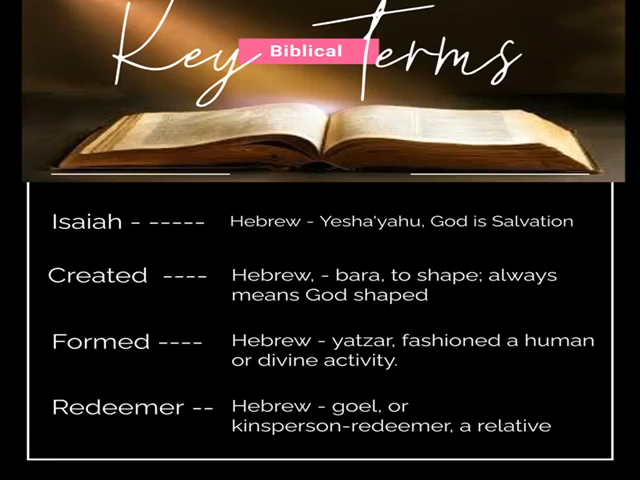 Key Terms
Biblical
Isaiah - ----- Hebrew - Yesha'yahu, God is Salvation
Created ---- Hebrew, - bara, to shape; always
means God shaped
Formed ---- Hebrew - yatzar, fashioned a human
or divine activity.
Redeemer -- Hebrew - goel, or
kinsperson-redeemer, a relative